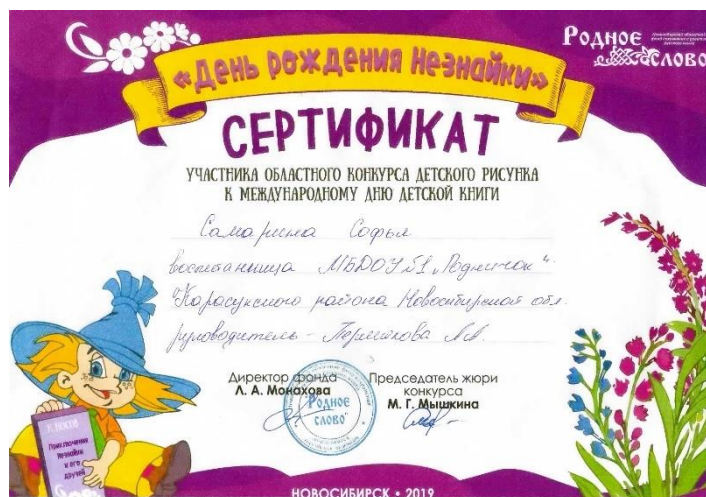 «День рождения Незнайки»
Родное слово
СЕРТИФИКАТ
УЧАСТНИКА ОБЛАСТНОГО КОНКУРСА ДЕТСКОГО РИСУНКА
К МЕЖДУНАРОДНОМУ ДНЮ ДЕТСКОЙ КНИГИ
Самарина Софья
воспитанница МБДОУ №1 „Родничок"
Карасукского района Новосибирской обл.
руководитель -
Директор фонда
Л. А. Монахова
Председатель жюри
конкурса
М. Г. Мышкина
Родное
слово
Приключения
Незнайки
и его
друзей
НОВОСИБИРСК • 2019